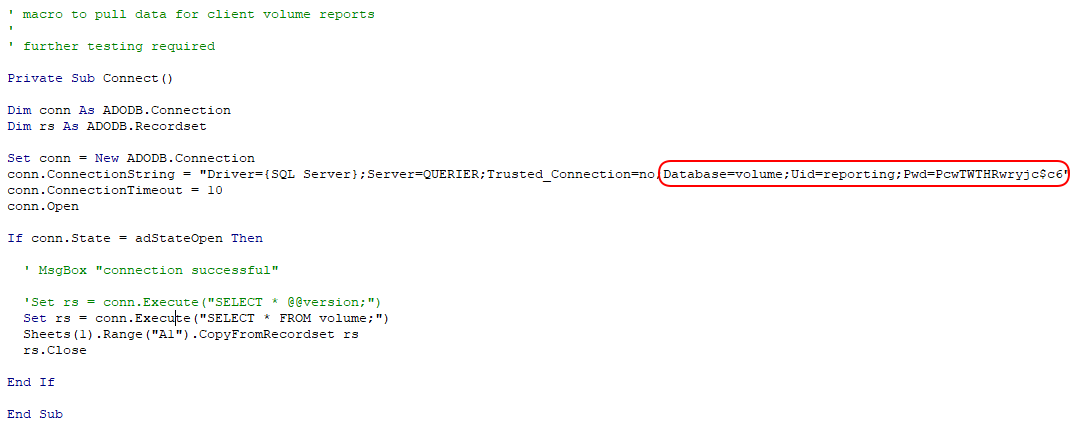 ' macro to pull data for client volume reports
'
' further testing required
Private Sub Connect()
Dim conn As ADODB.Connection
Dim rs As ADODB.Recordset
Set conn = New ADODB.Connection
conn.ConnectionString = "Driver={SQL Server};Server=QUERIER;Trusted_Connection=no;Database=volume;Uid=reporting;Pwd=PcwTWTHRwryjc$c6"
conn.ConnectionTimeout = 10
conn.Open
If conn.State = adStateOpen Then
' MsgBox "connection successful"
'Set rs = conn.Execute("SELECT * @@version;")
Set rs = conn.Execute("SELECT * FROM volume;")
Sheets(1).Range("A1").CopyFromRecordset rs
rs.Close
End If
End Sub